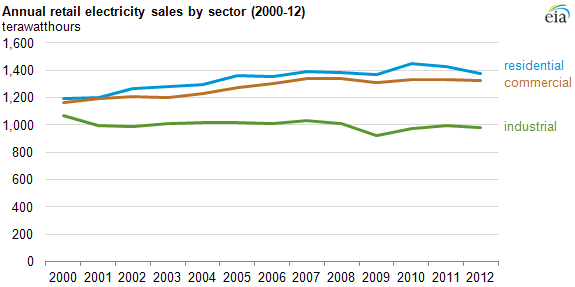 Annual retail electricity sales by sector (2000-12)
terawatthours
eia
1,600
1,400
1,200
1,000
800
600
400
200
0
residential
commercial
industrial
2000 2001 2002 2003 2004 2005 2006 2007 2008 2009 2010 2011 2012